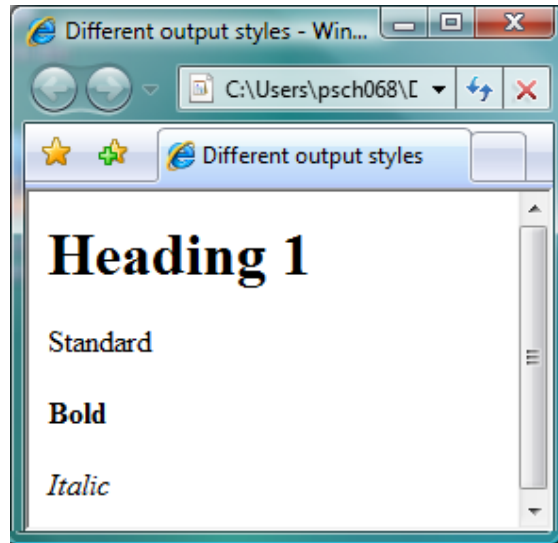 Different output styles - Win...
C:\Users\psch068\D
Different output styles
Heading 1
Standard
Bold
Italic